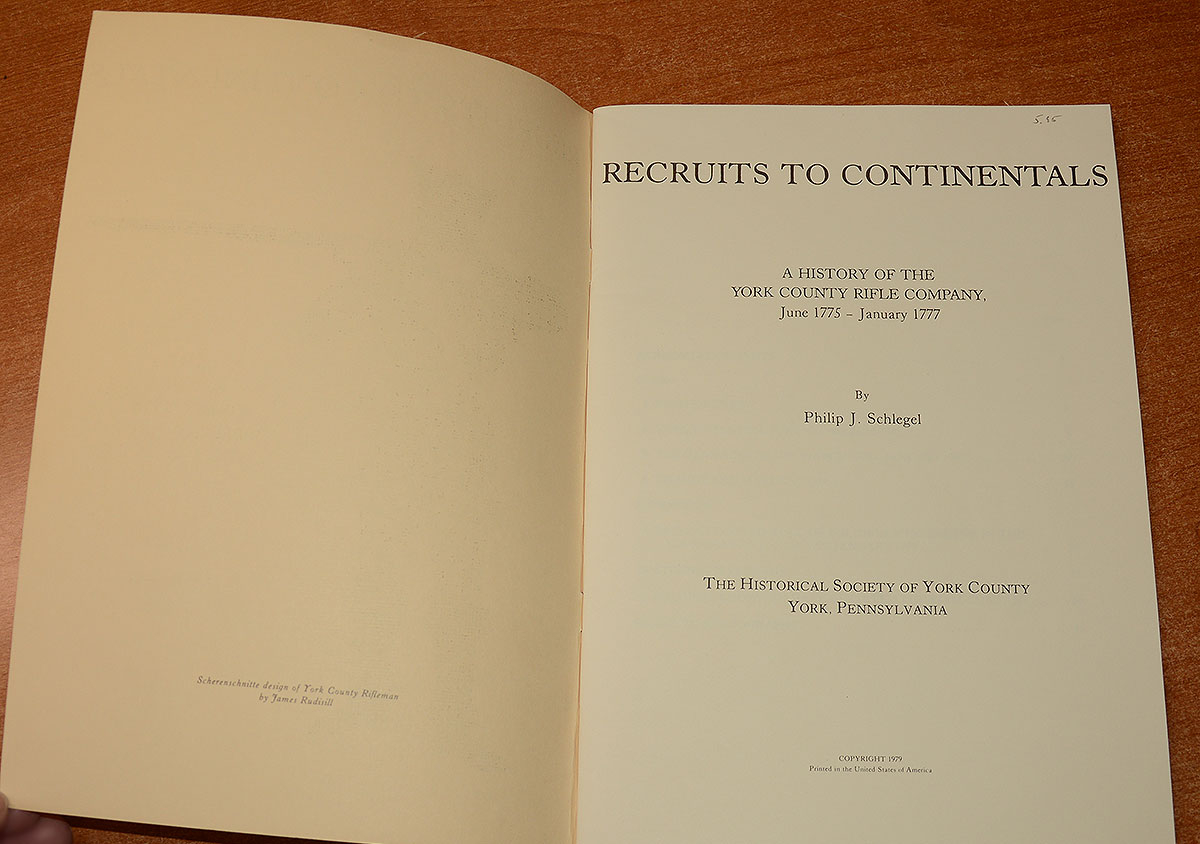 Scherenschnitte design of York County Rifleman
by James Rudisill
5.95
RECRUITS TO CONTINENTALS
A HISTORY OF THE
YORK COUNTY RIFLE COMPANY,
June 1775 – January 1777
By
Philip J. Schlegel
THE HISTORICAL SOCIETY OF YORK COUNTY
YORK, PENNSYLVANIA
COPYRIGHT 1979
Printed in the United States of America